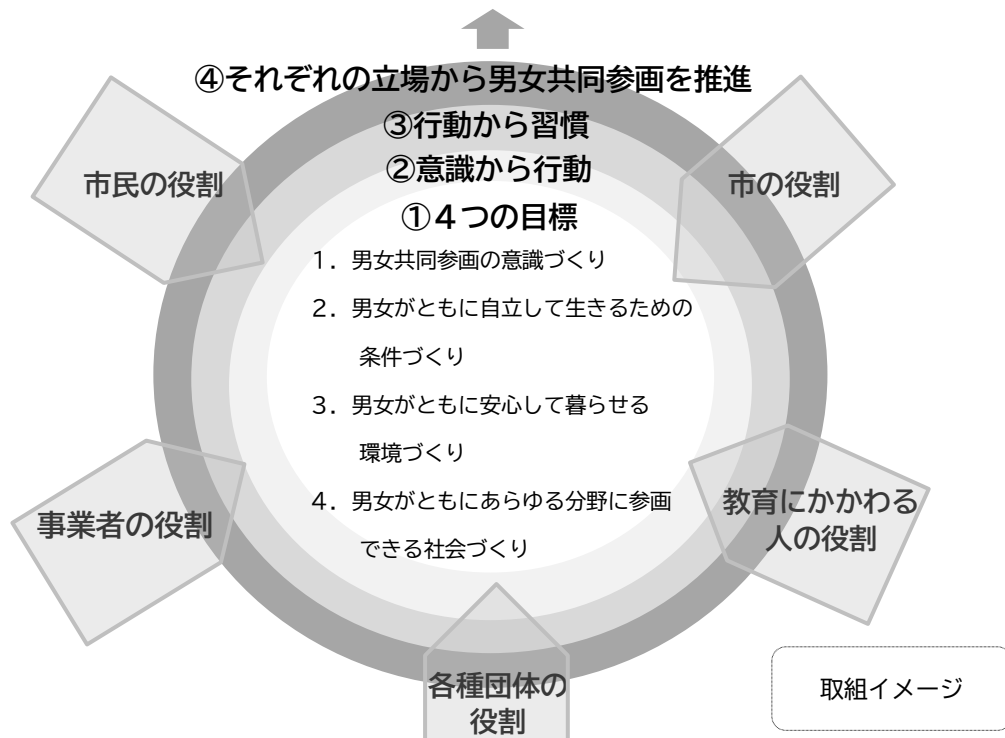 ④それぞれの立場から男女共同参画を推進
③行動から習慣
②意識から行動
①４つの目標
１．男女共同参画の意識づくり
２．男女がともに自立して生きるための
条件づくり
３．男女がともに安心して暮らせる
環境づくり
４．男女がともにあらゆる分野に参画
できる社会づくり
市民の役割
市の役割
事業者の役割
教育にかかわる
人の役割
各種団体の
役割
取組イメージ